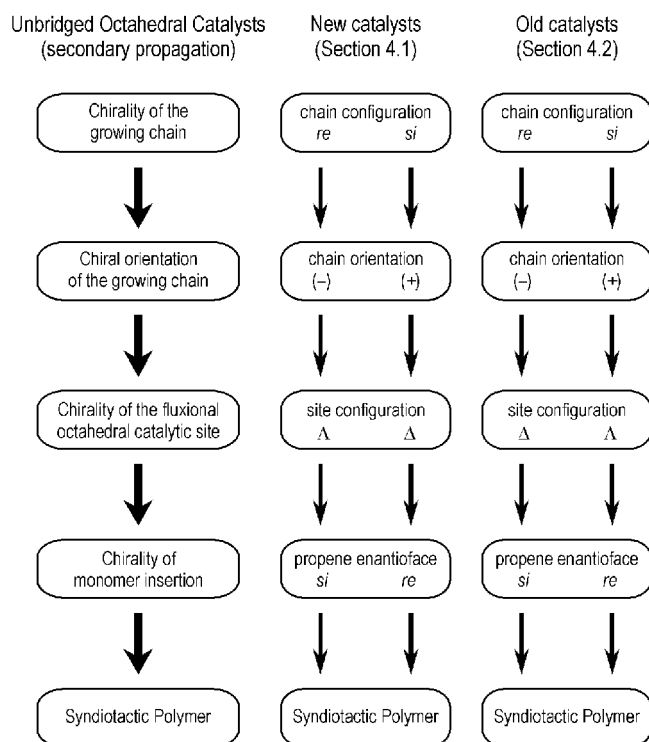 Unbridged Octahedral Catalysts
(secondary propagation)
New catalysts
(Section 4.1)
Old catalysts
(Section 4.2)
Chirality of the
growing chain
chain configuration
re si
chain configuration
re si
Chiral orientation
of the growing chain
chain orientation
(–) (+)
chain orientation
(–) (+)
Chirality of the fluxional
octahedral catalytic site
site configuration
Λ Δ
site configuration
Δ Λ
Chirality of
monomer insertion
propene enantioface
si re
propene enantioface
si re
Syndiotactic Polymer
Syndiotactic Polymer
Syndiotactic Polymer